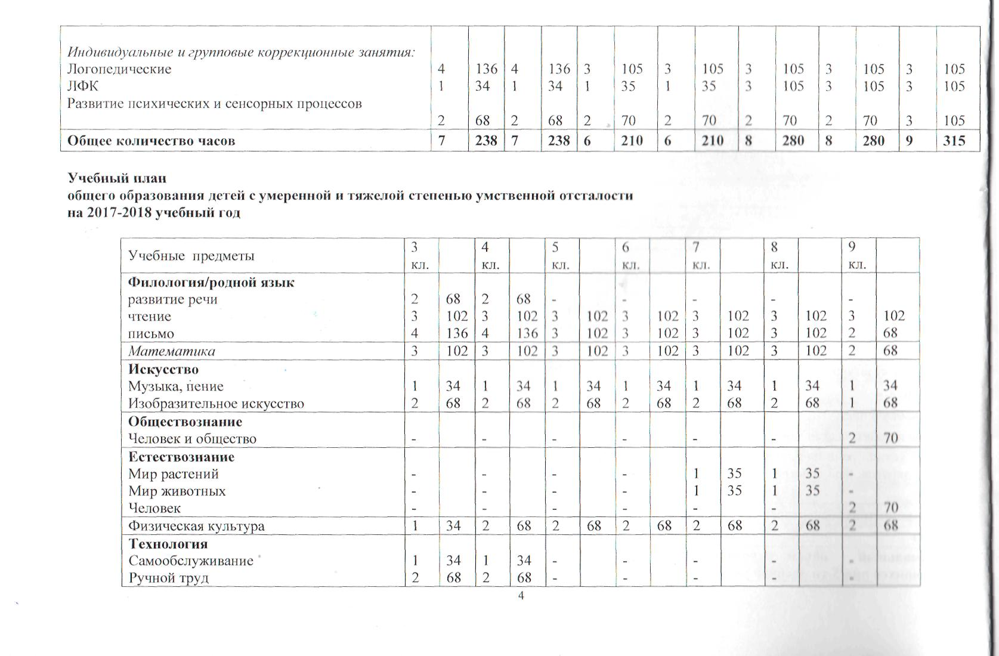 Индивидуальные и групповые коррекционные занятия:
Логопедические 4 136 4 136 3 105 3 105 3 105 3 105 3 105
ЛФК 1 34 1 34 1 35 1 35 3 105 3 105 3 105
Развитие психических и сенсорных процессов
2 68 2 68 2 70 2 70 2 70 2 70 3 105
Общее количество часов 7 238 7 238 6 210 6 210 8 280 8 280 9 315
Учебный план
общего образования детей с умеренной и тяжелой степенью умственной отсталости
на 2017-2018 учебный год
Учебные предметы 3 кл. 4 кл. 5 кл. 6 кл. 7 кл. 8 кл. 9 кл.
Филология/родной язык
развитие речи 2 68 2 68 - - - - -
чтение 3 102 3 102 3 102 3 102 3 102 3 102 3 102
письмо 4 136 4 136 3 102 3 102 3 102 3 102 2 68
Математика 3 102 3 102 3 102 3 102 3 102 3 102 2 68
Искусство
Музыка, пение 1 34 1 34 1 34 1 34 1 34 1 34 1 34
Изобразительное искусство 2 68 2 68 2 68 2 68 2 68 2 68 1 68
Обществознание
Человек и общество - - - - - - 2 70
Естествознание
Мир растений - - - - 1 35 1 35 -
Мир животных - - - - 1 35 1 35 -
Человек - - - - - - 2 70
Физическая культура 1 34 2 68 2 68 2 68 2 68 2 68 2 68
Технология
Самообслуживание 1 34 1 34 - - - - -
Ручной труд 2 68 2 68 - - - - -
4